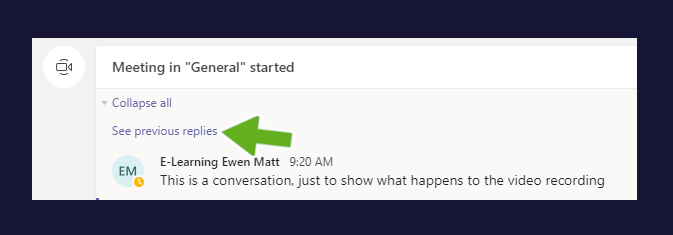 Meeting in "General" started
Collapse all
See previous replies
E-Learning Ewen Matt 9:20 AM
EM
This is a conversation, just to show what happens to the video recording